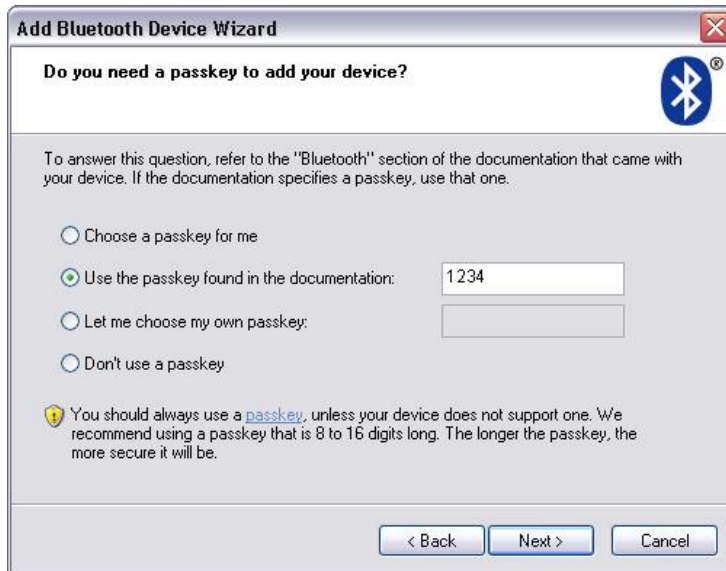 Add Bluetooth Device Wizard
Do you need a passkey to add your device?
®
To answer this question, refer to the "Bluetooth" section of the documentation that came with
your device. If the documentation specifies a passkey, use that one.
Choose a passkey for me
Use the passkey found in the documentation: 1234
Let me choose my own passkey:
Don't use a passkey
You should always use a passkey, unless your device does not support one. We
recommend using a passkey that is 8 to 16 digits long. The longer the passkey, the
more secure it will be.
< Back Next > Cancel